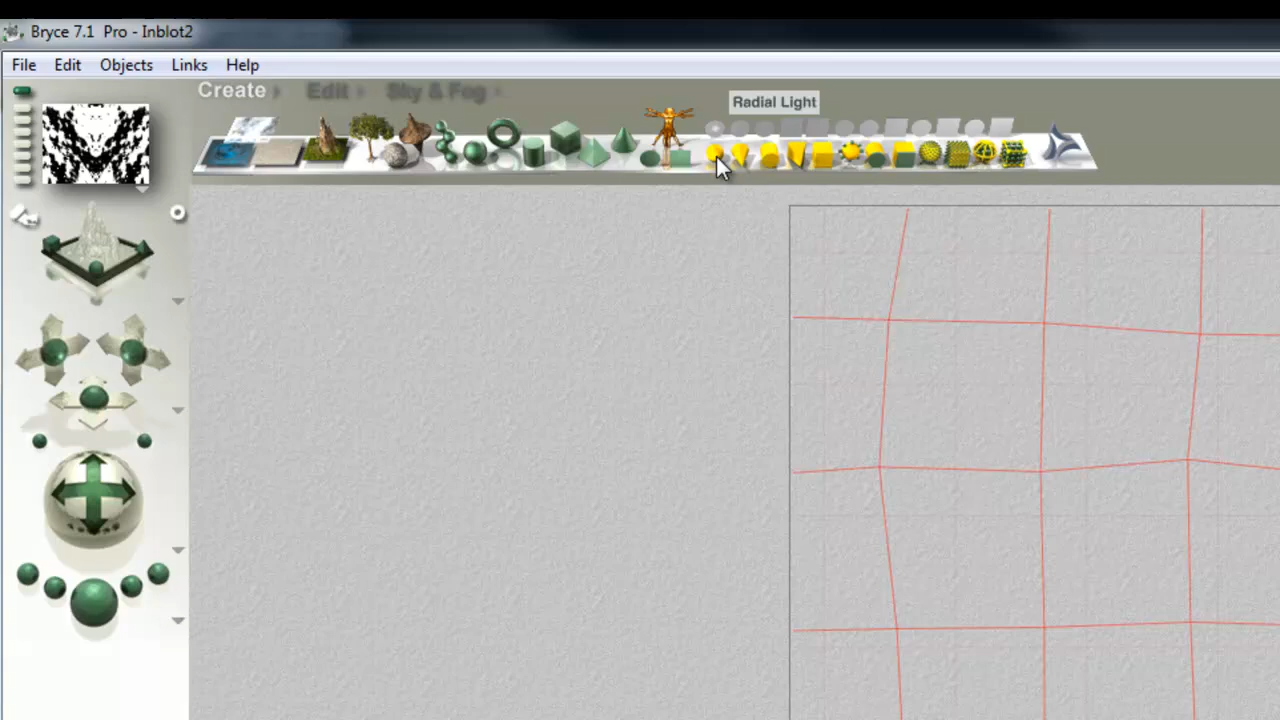 Bryce 7.1 Pro - Inblot2
File Edit Objects Links Help
Create Edit Sky & Fog
Radial Light